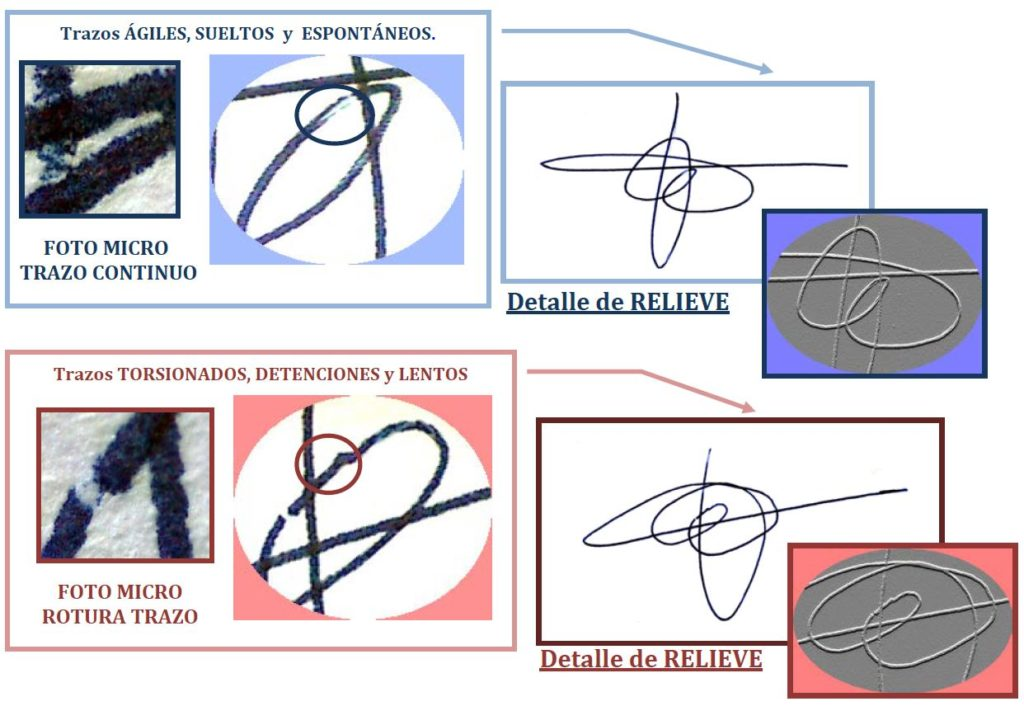 Trazos ÁGILES, SUELTOS y ESPONTÁNEOS.
FOTO MICRO
TRAZO CONTINUO
Detalle de RELIEVE
Trazos TORSIONADOS, DETENCIONES y LENTOS
FOTO MICRO
ROTURA TRAZO
Detalle de RELIEVE